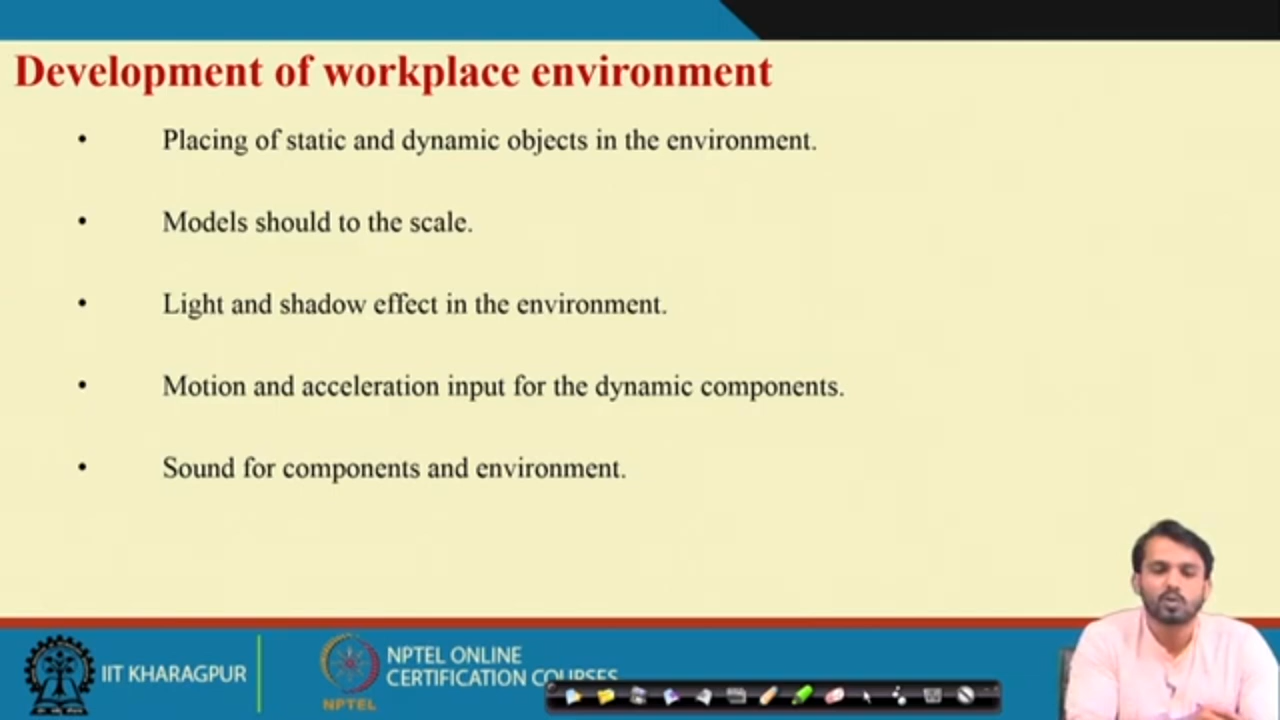 Development of workplace environment
• Placing of static and dynamic objects in the environment.
• Models should to the scale.
• Light and shadow effect in the environment.
• Motion and acceleration input for the dynamic components.
• Sound for components and environment.
IIT KHARAGPUR
NPTEL ONLINE
CERTIFICATION COURSES
NPTEL